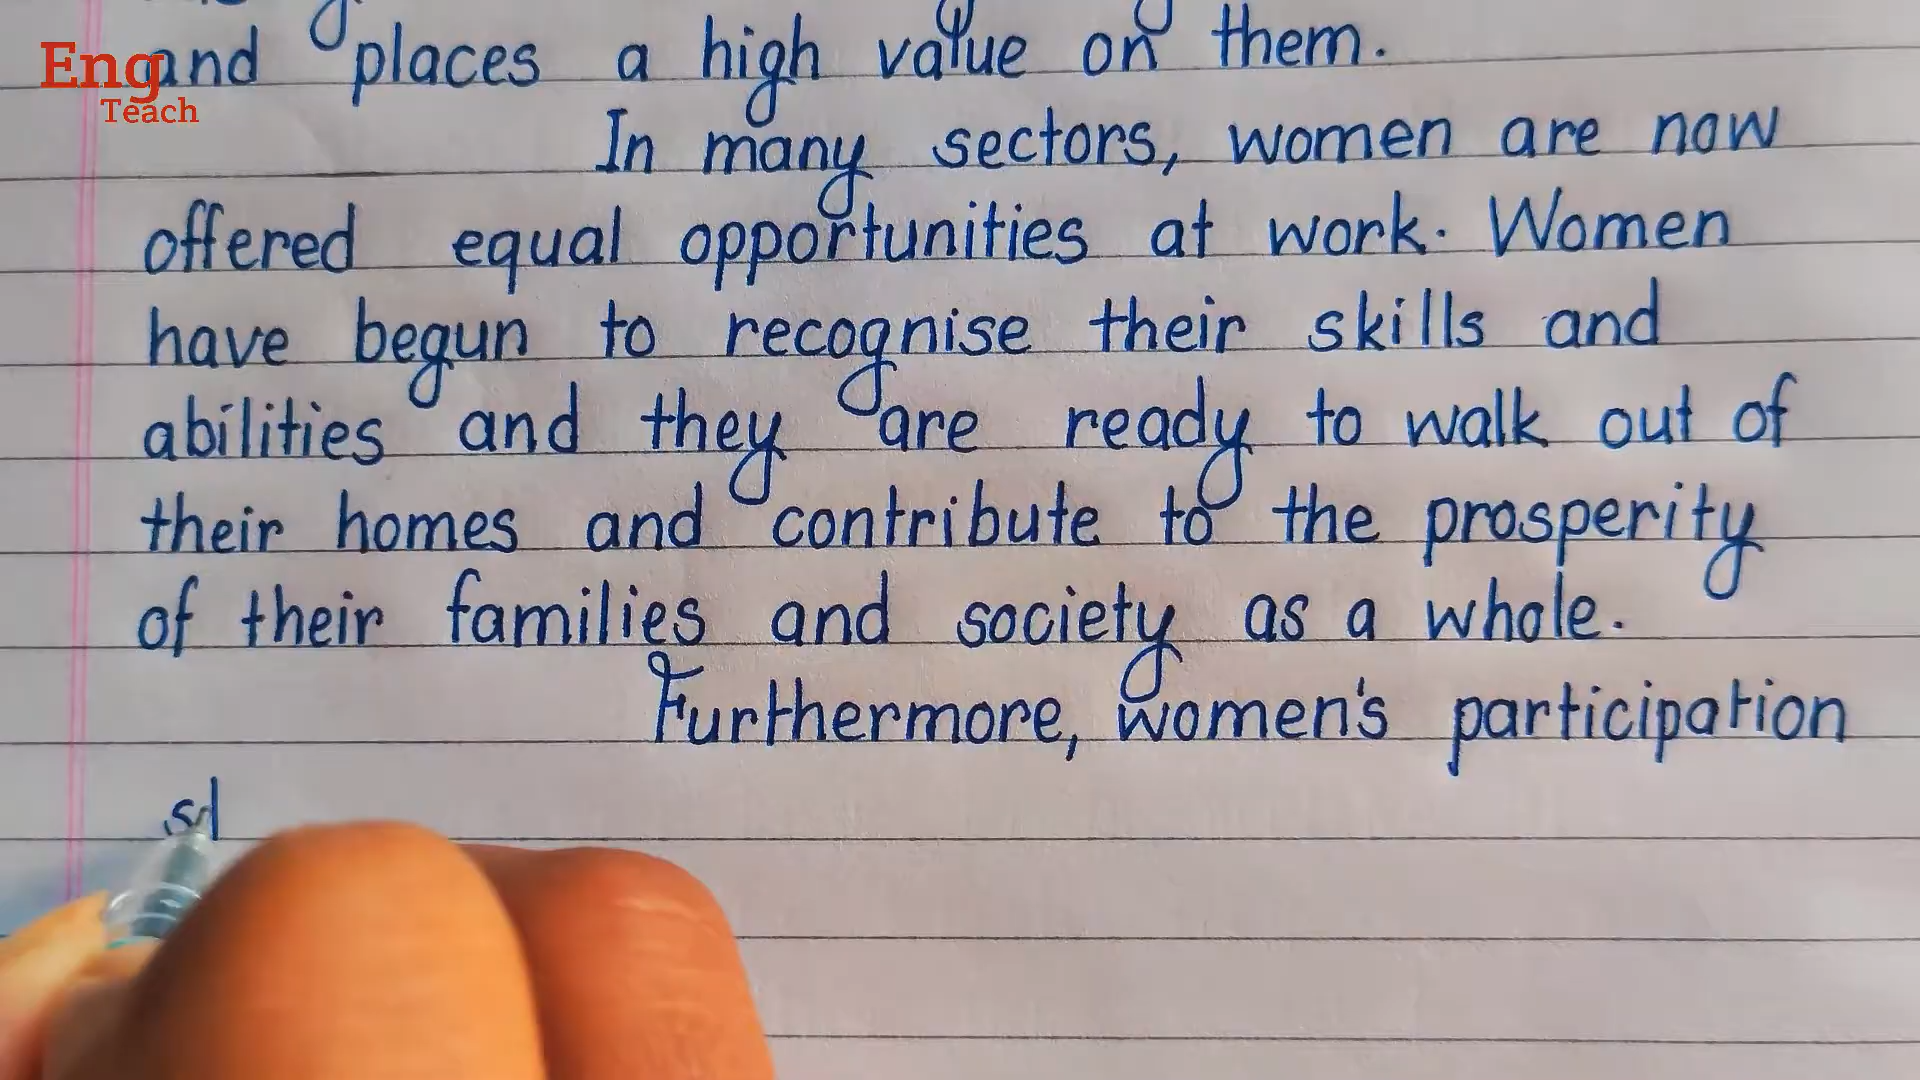 Eng
Teach
and places a high value on them.
In many sectors, women are now
offered equal opportunities at work. Women
have begun to recognise their skills and
abilities and they are ready to walk out of
their homes and contribute to the prosperity
of their families and society as a whole.
Furthermore, women's participation